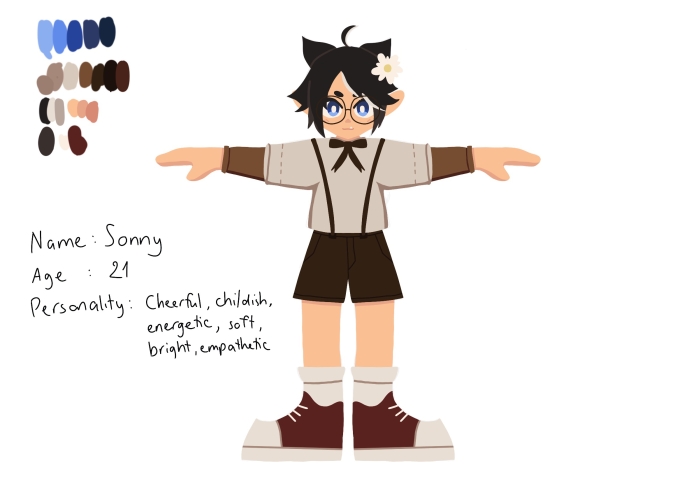 Name : Sonny
Age : 21
Personality : Cheerful, childish,
energetic, soft,
bright, empathetic